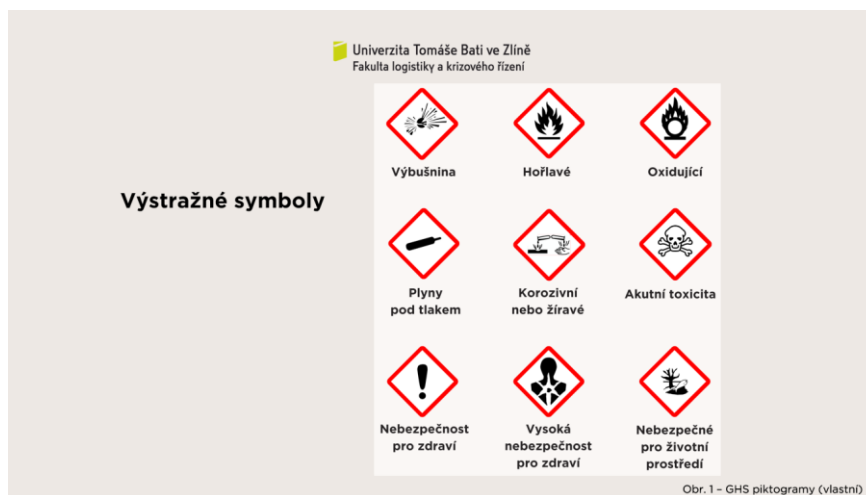 Univerzita Tomáše Bati ve Zlíně
Fakulta logistiky a krizového řízení
Výstražné symboly
Výbušnina
Hořlavé
Oxidující
Plyny
pod tlakem
Korozivní
nebo žíravé
Akutní toxicita
Nebezpečnost
pro zdraví
Vysoká
nebezpečnost
pro zdraví
Nebezpečné
pro životní
prostředí
Obr. 1 – GHS piktogramy (vlastní)